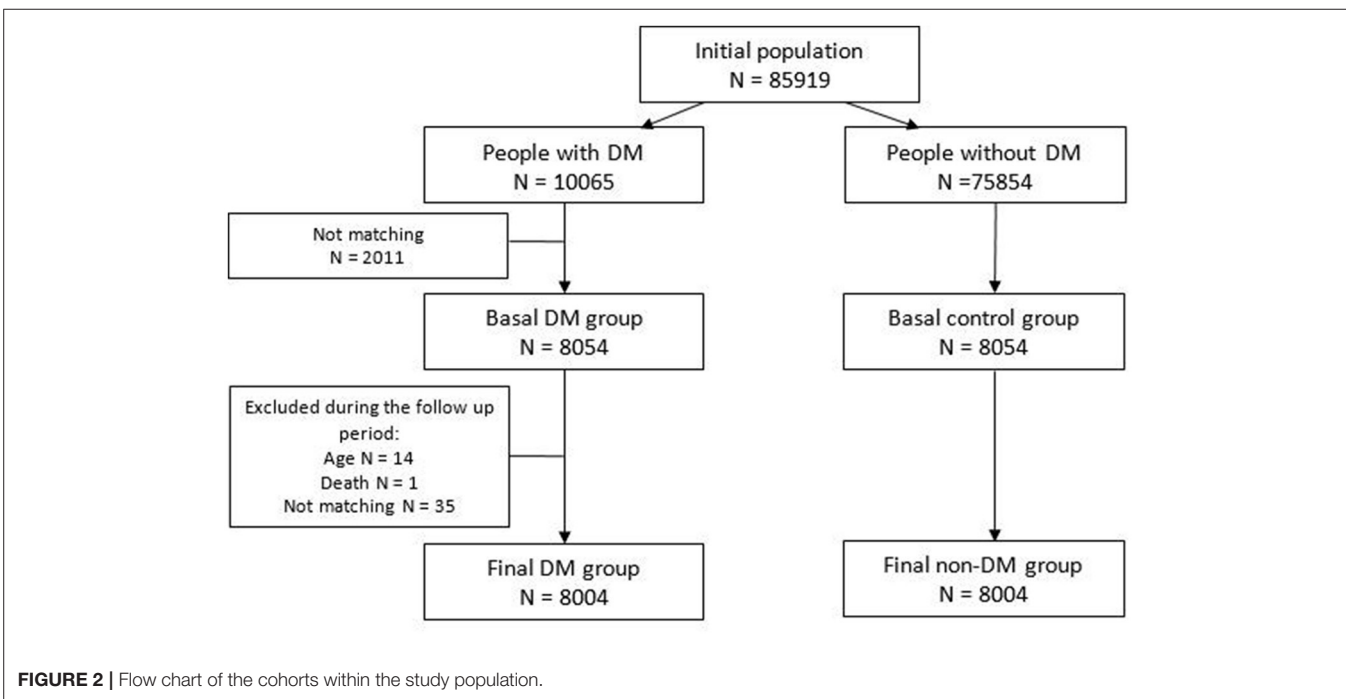 Initial population
N = 85919
People with DM
N = 10065
People without DM
N =75854
Not matching
N = 2011
Basal DM group
N = 8054
Basal control group
N = 8054
Excluded during the follow up
period:
Age N = 14
Death N = 1
Not matching N = 35
Final DM group
N = 8004
Final non-DM group
N = 8004
FIGURE 2 | Flow chart of the cohorts within the study population.